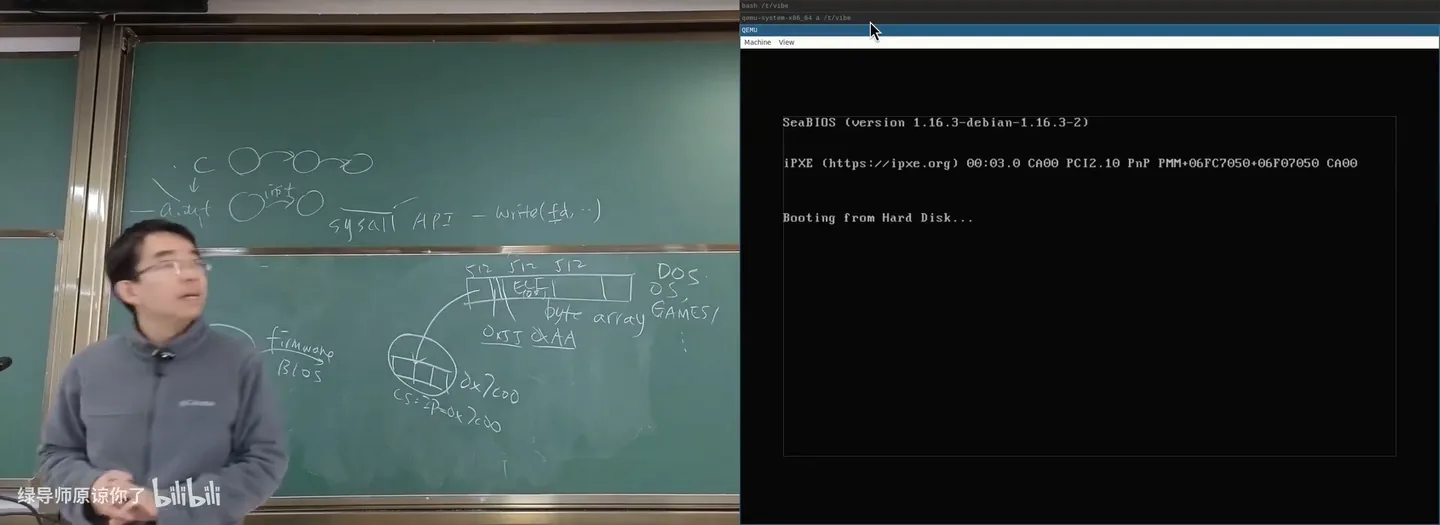 C
int
syscall API - write(fd, ..)
512 512 512
ELF
byte array
DOS.
OS,
GAMES/
0x55 0xAA
firmware
BIOS
0x7c00
CS:IP=0x7c00
绿导师原谅你了 bilibili
bash /t/vibe
qemu-system-x86_64 a /t/vibe
QEMU
Machine View
SeaBIOS (version 1.16.3-debian-1.16.3-2)
iPXE (https://ipxe.org) 00:03.0 CA00 PCI2.10 PnP PMM+06FC7050+06F07050 CA00
Booting from Hard Disk...